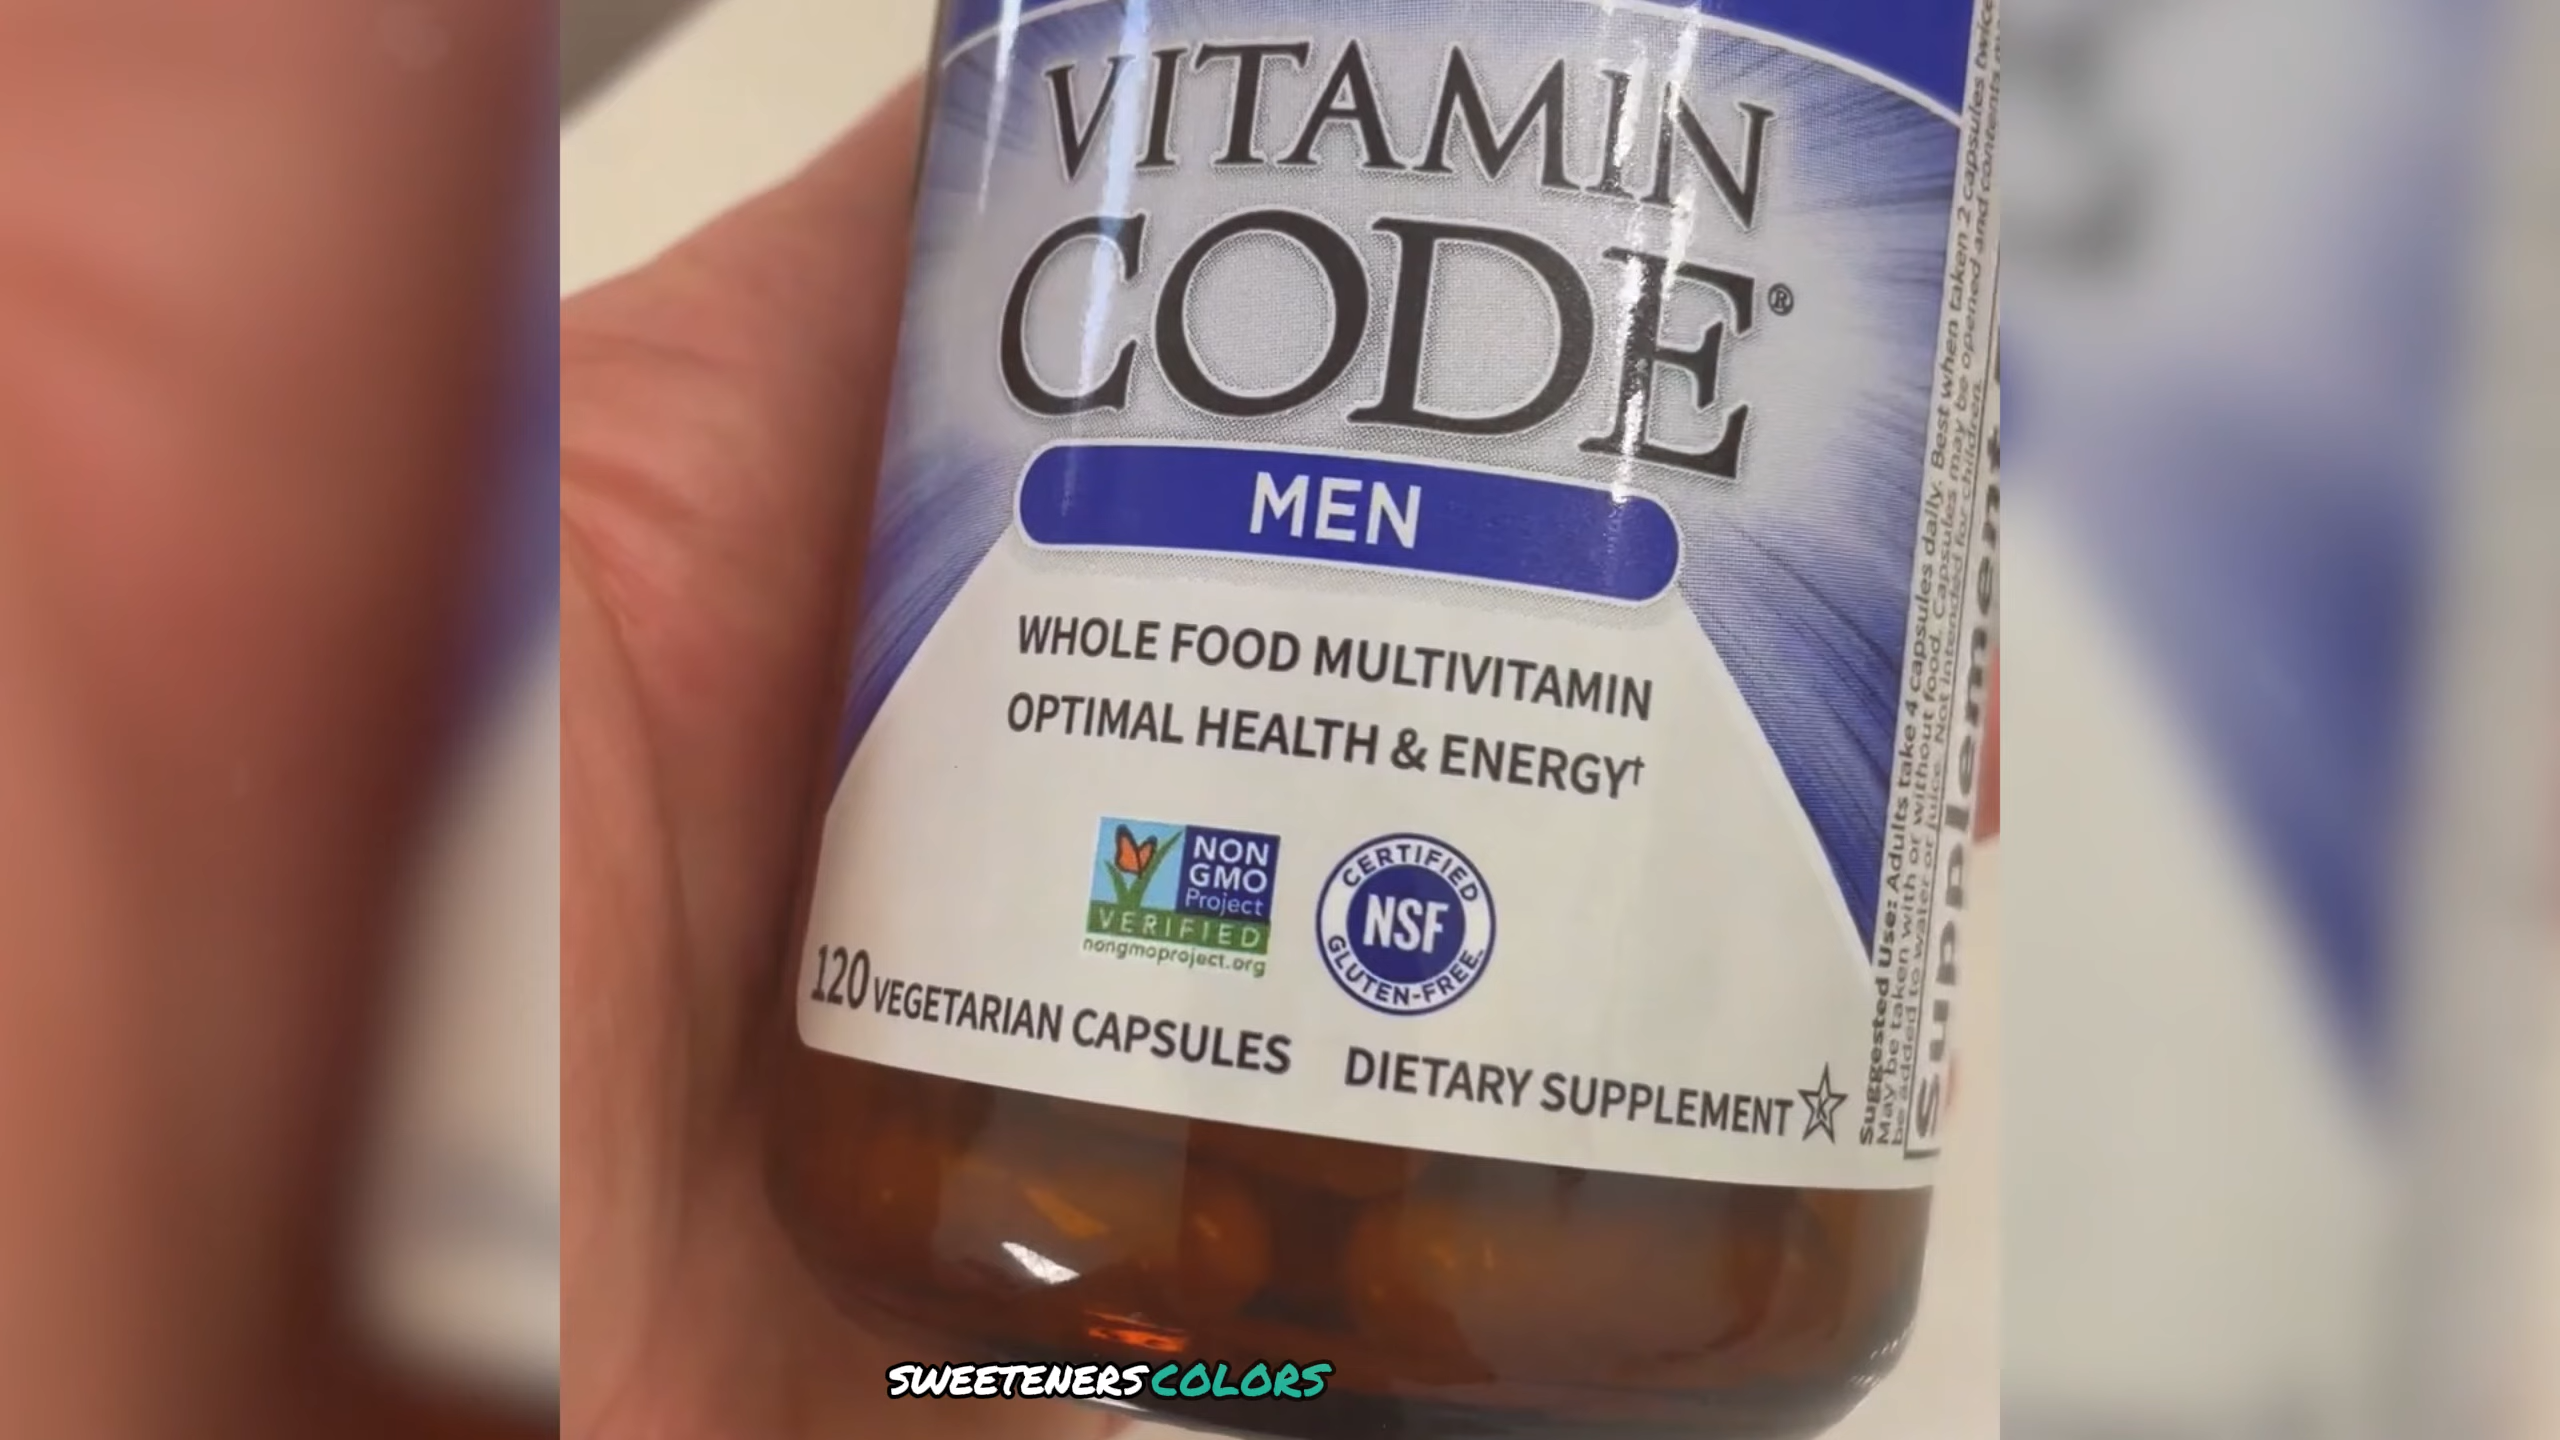 VITAMIN
CODE®
MEN
WHOLE FOOD MULTIVITAMIN
OPTIMAL HEALTH & ENERGY†
NON
GMO
Project
VERIFIED
nongmoproject.org
CERTIFIED
NSF
GLUTEN-FREE
120 VEGETARIAN CAPSULES
DIETARY SUPPLEMENT
K
Suggested Use: Adults take 4 capsules daily. Best when taken 2 capsules twice
May be taken with or without food. Capsules may be opened and contents
be added to water or juice. Not intended for children.
Supplement
SWEETENERS COLORS